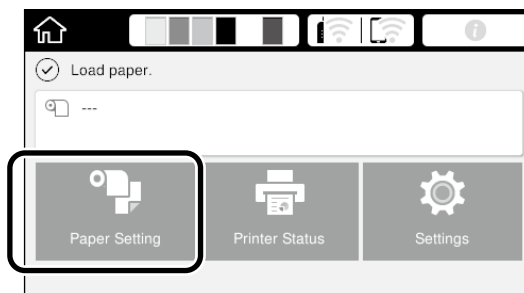 Load paper.
---
Paper Setting
Printer Status
Settings